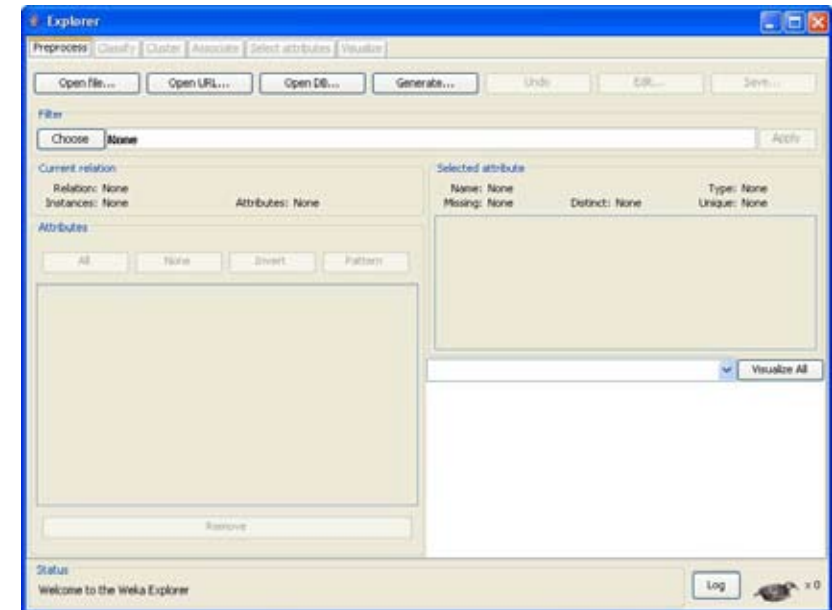 Explorer
Preprocess Classify Cluster Associate Select attributes Visualize
Open file... Open URL... Open DB... Generate... Undo Edit... Save...
Filter
Choose None Apply
Current relation
Relation: None
Instances: None Attributes: None
Selected attribute
Name: None Type: None
Missing: None Distinct: None Unique: None
Attributes
All None Invert Pattern
Visualize All
Remove
Status
Welcome to the Weka Explorer
Log x 0